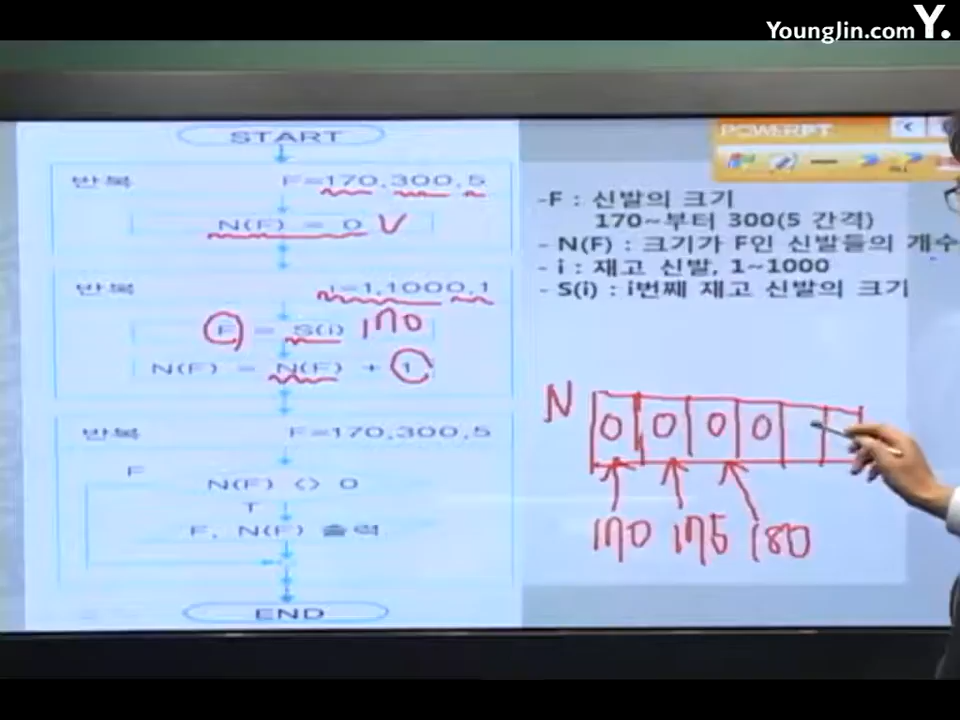 YoungJin.com Y.
POWERPT
START
반복 F=170,300,5
N(F) = 0 V
반복 i=1,1000,1
F = S(i) 170
N(F) = N(F) + 1
반복 F=170,300,5
F
N(F) <> 0
T
F, N(F) 출력
END
-F : 신발의 크기
170~부터 300(5 간격)
- N(F) : 크기가 F인 신발들의 개수
- i : 재고 신발, 1~1000
- S(i) : i번째 재고 신발의 크기
N 0 0 0 0
170 175 180